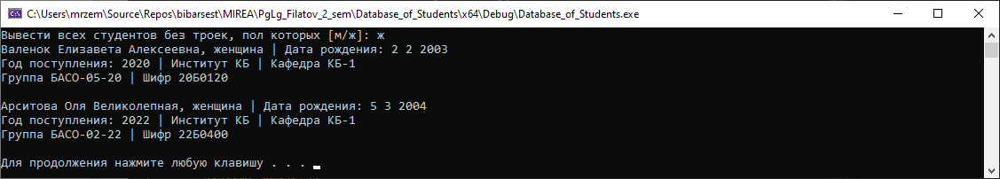 C:\Users\mrzem\Source\Repos\bibarsest\MIREA\PgLg_Filatov_2_sem\Database_of_Students\x64\Debug\Database_of_Students.exe
Вывести всех студентов без троек, пол которых [м/ж]: ж
Валенок Елизавета Алексеевна, женщина | Дата рождения: 2 2 2003
Год поступления: 2020 | Институт КБ | Кафедра КБ-1
Группа БАСО-05-20 | Шифр 20Б0120
Арситова Оля Великолепная, женщина | Дата рождения: 5 3 2004
Год поступления: 2022 | Институт КБ | Кафедра КБ-1
Группа БАСО-02-22 | Шифр 22Б0400
Для продолжения нажмите любую клавишу . . .